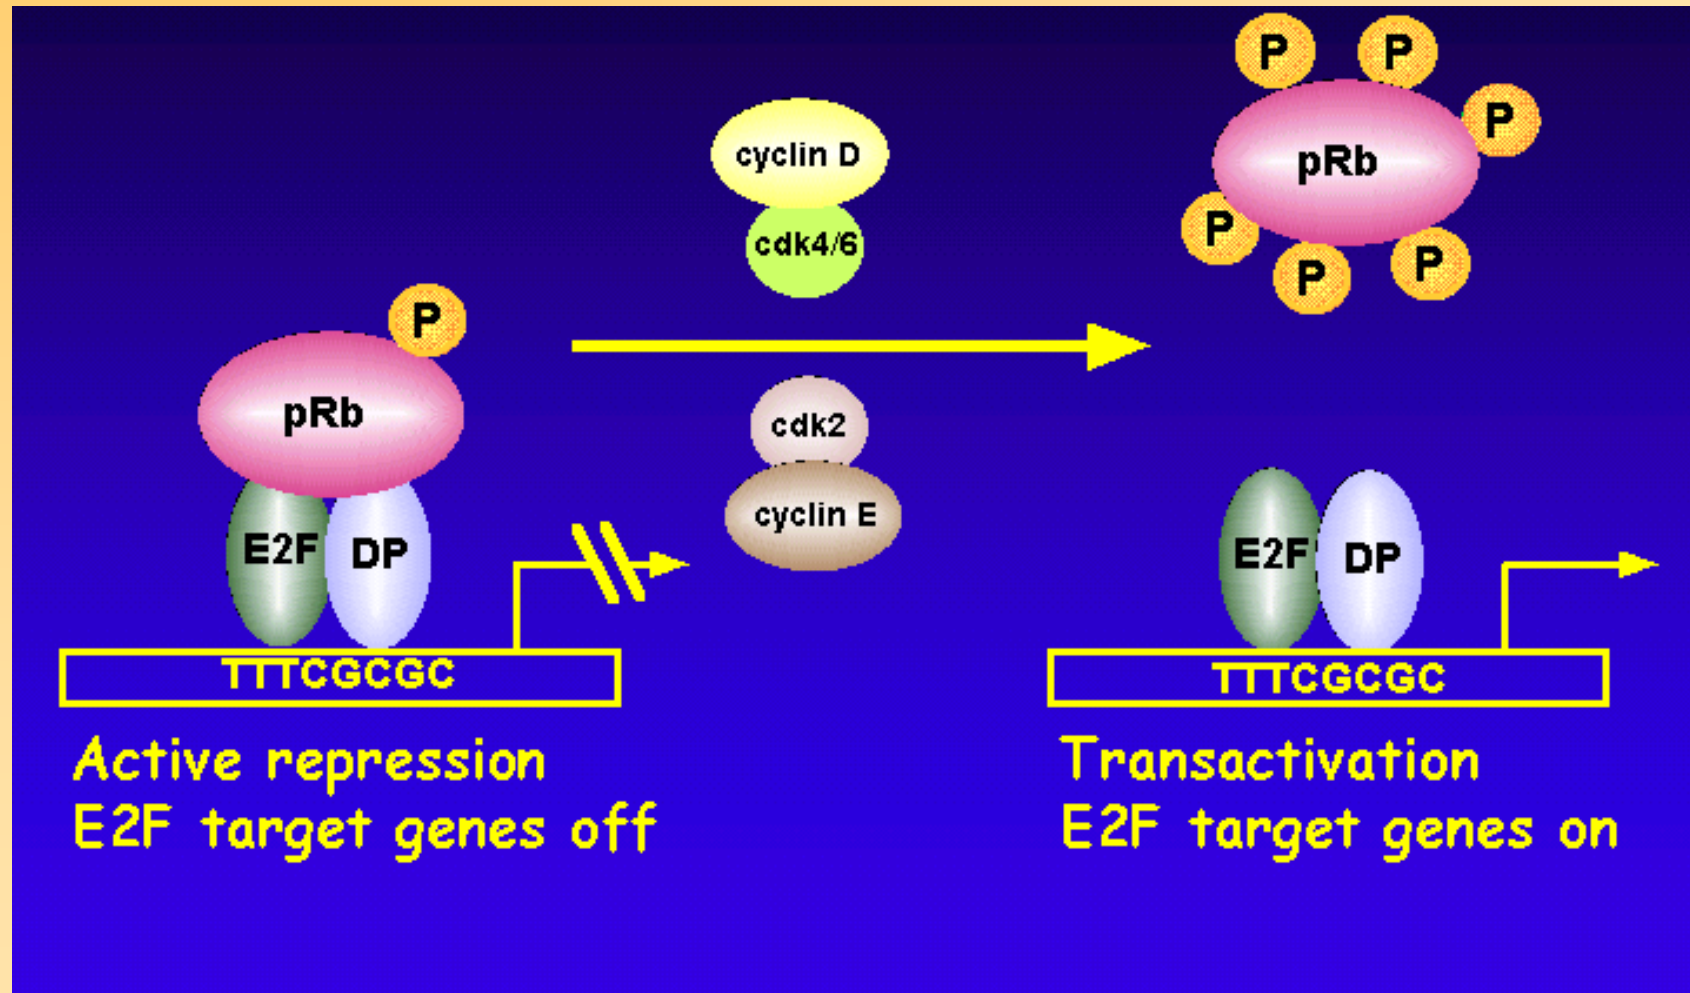 P
pRb
E2F DP
TTTCGCGC
Active repression
E2F target genes off
cyclin D
cdk4/6
cdk2
cyclin E
P P
P
pRb
P
P
P
E2F DP
TTTCGCGC
Transactivation
E2F target genes on